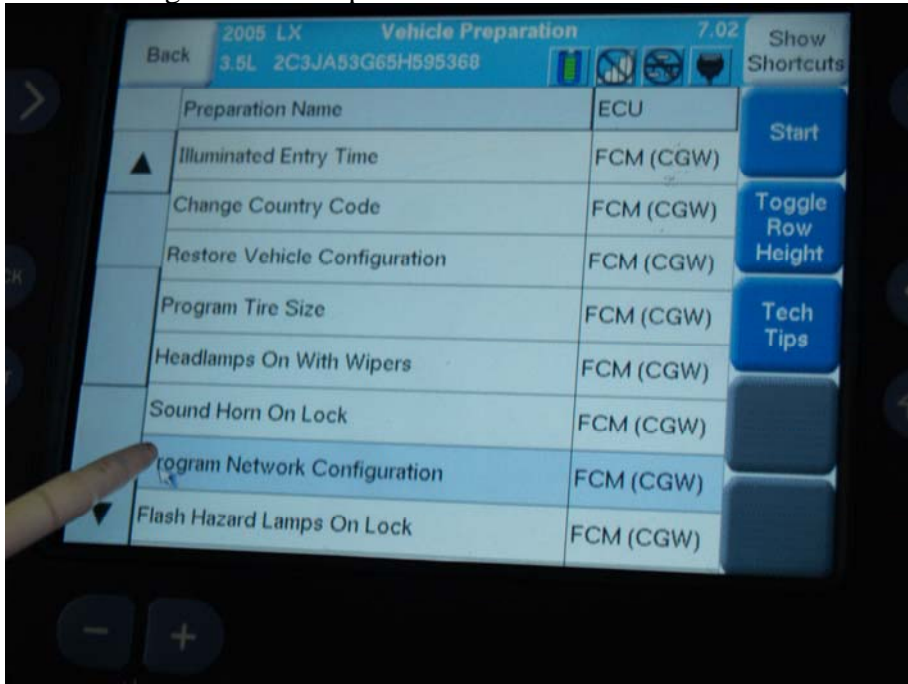 Back
2005 LX Vehicle Preparation 7.02
3.5L 2C3JA53G65H595368
Show
Shortcuts
Preparation Name ECU
Illuminated Entry Time FCM (CGW)
Change Country Code FCM (CGW)
Restore Vehicle Configuration FCM (CGW)
Program Tire Size FCM (CGW)
Headlamps On With Wipers FCM (CGW)
Sound Horn On Lock FCM (CGW)
rogram Network Configuration FCM (CGW)
Flash Hazard Lamps On Lock FCM (CGW)
Start
Toggle
Row
Height
Tech
Tips